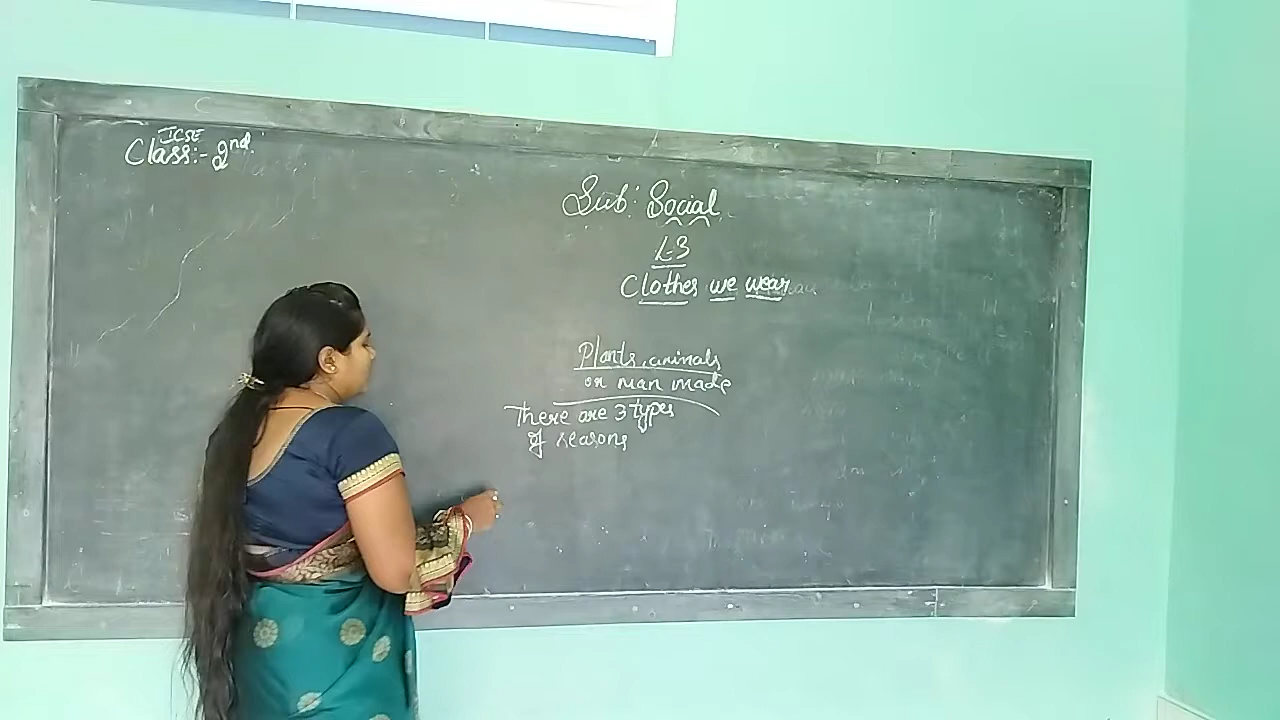 ICSE
Class:- 2nd
Sub: Social
L-3
Clothes we wear
Plants, animals
or man made
There are 3 types
of seasons